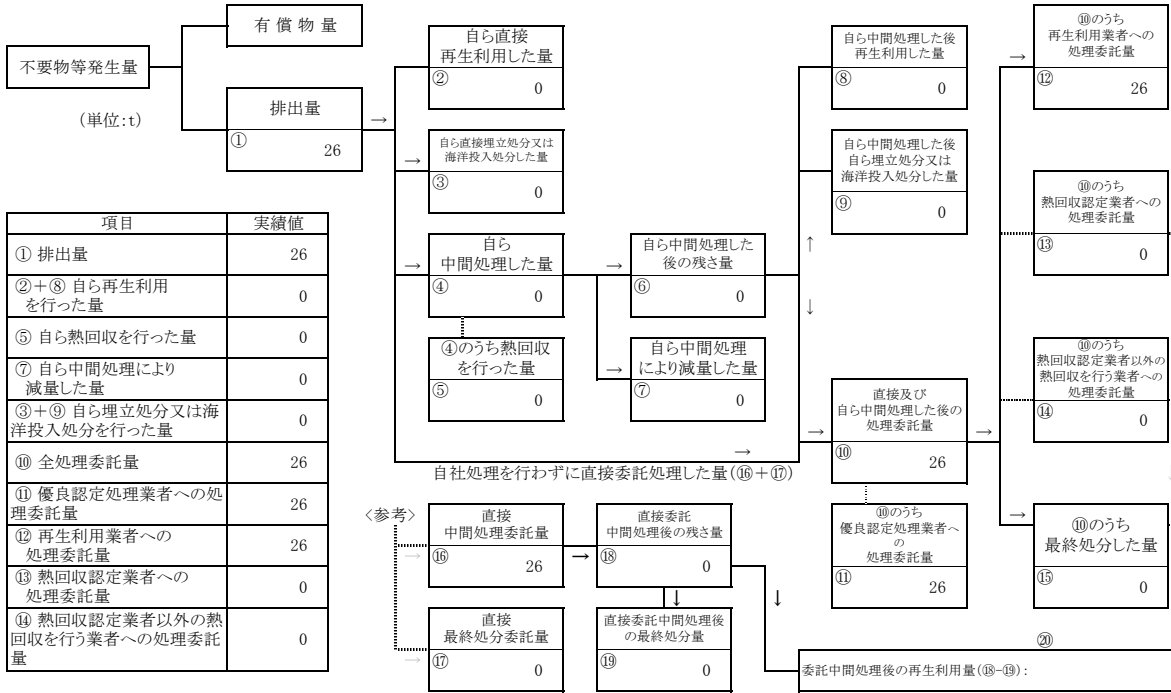 不要物等発生量
(単位:t)
有 償 物 量
排出量
①
26
→
自ら直接
再生利用した量
②
0
→
自ら直接埋立処分又は
海洋投入処分した量
③
0
→
自ら
中間処理した量
④
0
④のうち熱回収
を行った量
⑤
0
→
自ら中間処理した
後の残さ量
⑥
0
→
自ら中間処理
により減量した量
⑦
0
→
自社処理を行わずに直接委託処理した量(⑯+⑰)
自ら中間処理した後
再生利用した量
⑧
0
自ら中間処理した後
自ら埋立処分又は
海洋投入処分した量
⑨
0
↑
↓
→
直接及び
自ら中間処理した後の
処理委託量
⑩
26
→
⑩のうち
優良認定処理業者へ
の
処理委託量
⑪
26
→
⑩のうち
再生利用業者への
処理委託量
⑫
26
⑩のうち
熱回収認定業者への
処理委託量
⑬
0
⑩のうち
熱回収認定業者以外の
熱回収を行う業者への
処理委託量
⑭
0
→
⑩のうち
最終処分した量
⑮
0
項目 実績値
① 排出量 26
②+⑧ 自ら再生利用
を行った量 0
⑤ 自ら熱回収を行った量 0
⑦ 自ら中間処理により
減量した量 0
③+⑨ 自ら埋立処分又は海
洋投入処分を行った量 0
⑩ 全処理委託量 26
⑪ 優良認定処理業者への処
理委託量 26
⑫ 再生利用業者への
処理委託量 26
⑬ 熱回収認定業者への
処理委託量 0
⑭ 熱回収認定業者以外の熱
回収を行う業者への処理委託
量 0
〈参考〉
→
直接
中間処理委託量
⑯
26
→
直接委託
中間処理後の残さ量
⑱
0
→
直接
最終処分委託量
⑰
0
↓
↓
直接委託中間処理後
の最終処分量
⑲
0
⑳
委託中間処理後の再生利用量(⑱-⑲):